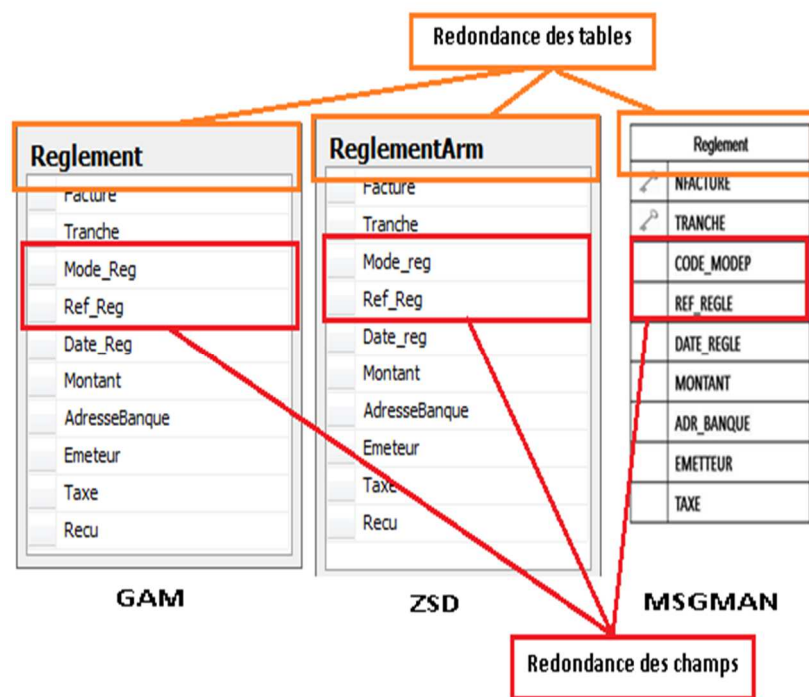 Redondance des tables
Reglement
Facture
Tranche
Mode_Reg
Ref_Reg
Date_Reg
Montant
AdresseBanque
Emeteur
Taxe
Recu
GAM
ReglementArm
Facture
Tranche
Mode_reg
Ref_Reg
Date_reg
Montant
AdresseBanque
Emeteur
Taxe
Recu
ZSD
Reglement
NFACTURE
TRANCHE
CODE_MODEP
REF_REGLE
DATE_REGLE
MONTANT
ADR_BANQUE
EMETTEUR
TAXE
MSGMAN
Redondance des champs